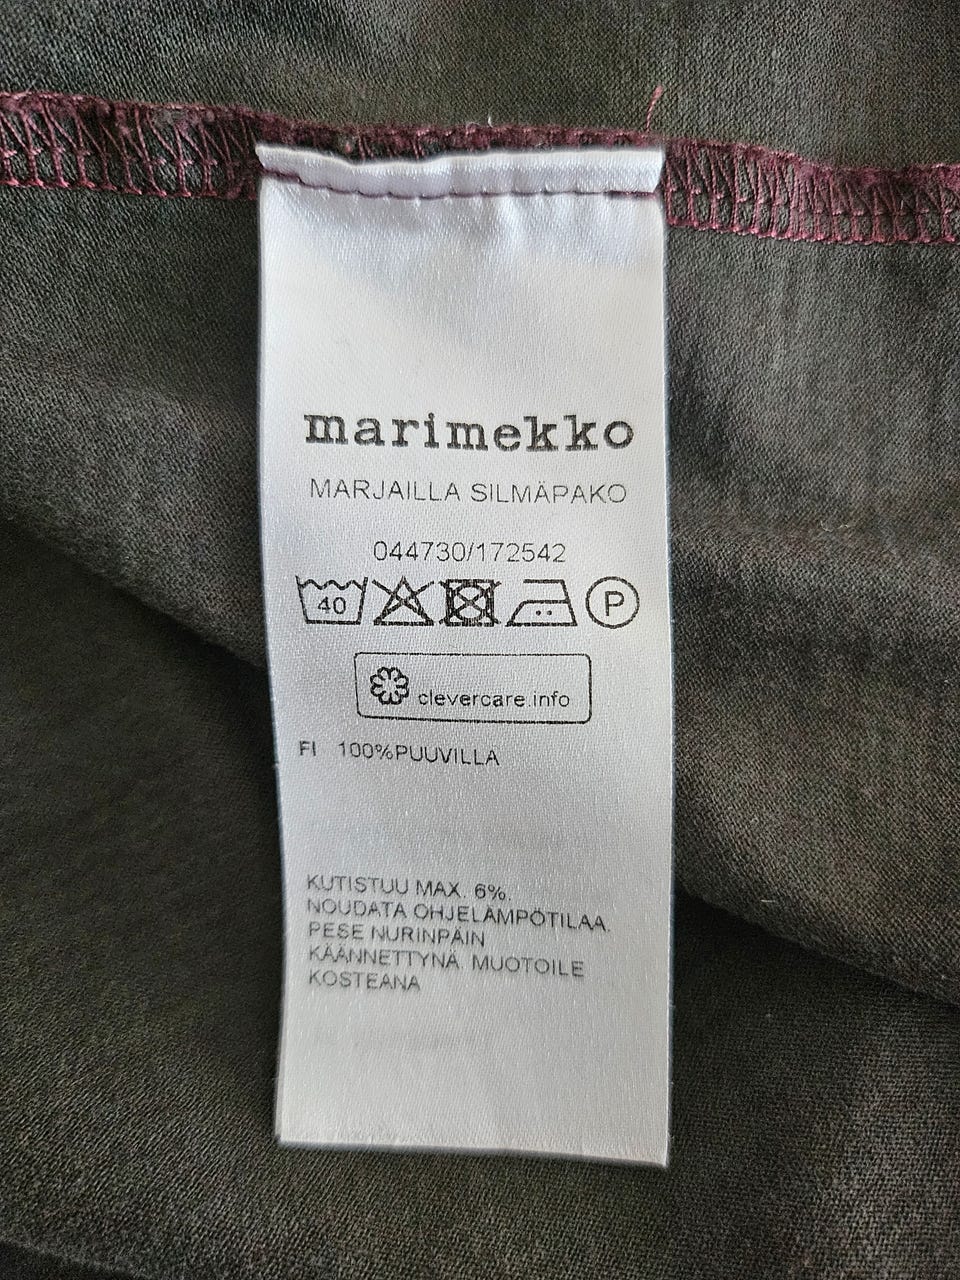 marimekko
MARJAILLA SILMÄPAKO
044730/172542
40 P
clevercare.info
FI 100%PUUVILLA
KUTISTUU MAX. 6%.
NOUDATA OHJELÄMPÖTILAA.
PESE NURINPÄIN
KÄÄNNETTYNÄ. MUOTOILE
KOSTEANA